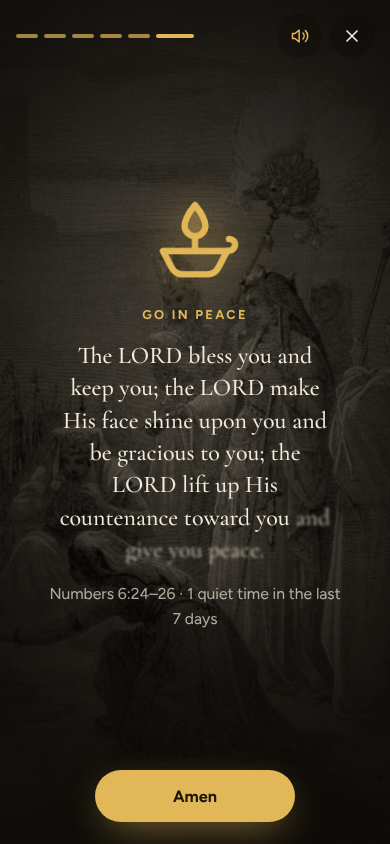 GO IN PEACE
The LORD bless you and
keep you; the LORD make
His face shine upon you and
be gracious to you; the
LORD lift up His
countenance toward you and
give you peace.
Numbers 6:24–26 · 1 quiet time in the last
7 days
Amen